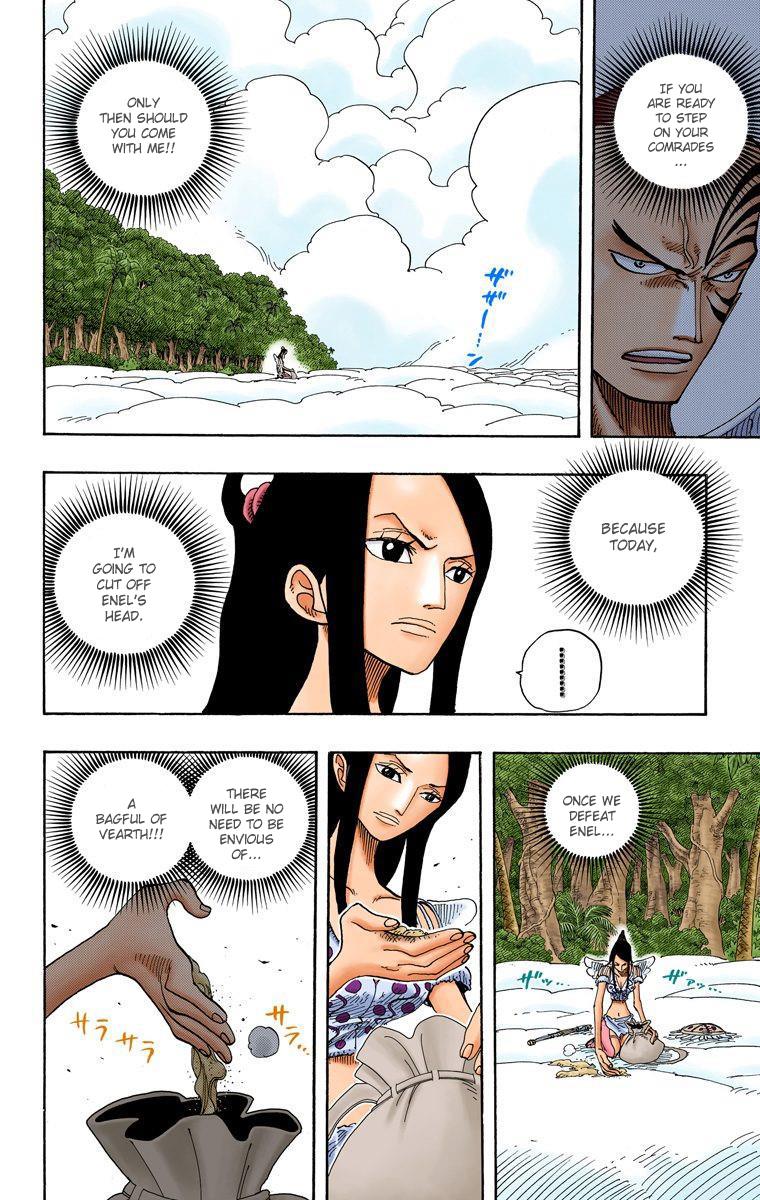 IF YOU
ARE READY
TO STEP
ON YOUR
COMRADES
...
ONLY
THEN SHOULD
YOU COME
WITH ME!!
ザザーー…
BECAUSE
TODAY,
I'M
GOING TO
CUT OFF
ENEL'S
HEAD.
ONCE WE
DEFEAT
ENEL...
ザッ…
ザァッ…
THERE
WILL BE NO
NEED TO BE
ENVIOUS
OF...
A
BAGFUL OF
VEARTH!!!
サラ…
サラ
サラ